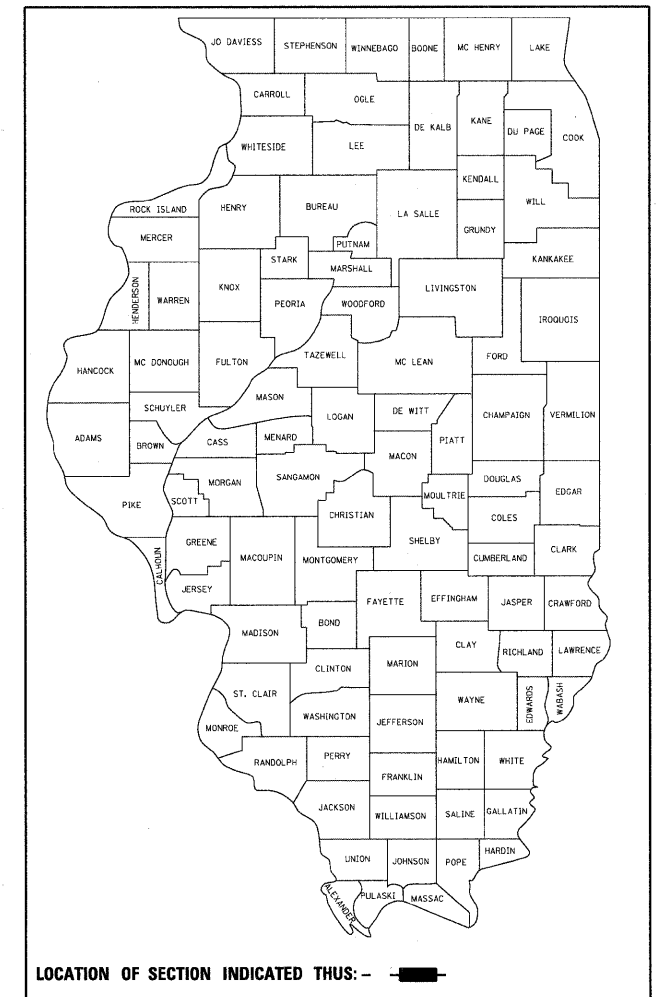 JO DAVIESS
STEPHENSON
WINNEBAGO
BOONE
MC HENRY
LAKE
CARROLL
OGLE
DE KALB
KANE
DU PAGE
COOK
WHITESIDE
LEE
KENDALL
WILL
ROCK ISLAND
HENRY
BUREAU
LA SALLE
GRUNDY
MERCER
PUTNAM
STARK
MARSHALL
KANKAKEE
HENDERSON
WARREN
KNOX
PEORIA
WOODFORD
LIVINGSTON
IROQUOIS
HANCOCK
MC DONOUGH
FULTON
TAZEWELL
MC LEAN
FORD
MASON
SCHUYLER
LOGAN
DE WITT
CHAMPAIGN
VERMILION
ADAMS
BROWN
CASS
MENARD
MACON
PIATT
MORGAN
SANGAMON
DOUGLAS
EDGAR
PIKE
SCOTT
CHRISTIAN
MOULTRIE
COLES
GREENE
MACOUPIN
MONTGOMERY
SHELBY
CUMBERLAND
CLARK
CALHOUN
JERSEY
FAYETTE
EFFINGHAM
JASPER
CRAWFORD
MADISON
BOND
CLAY
RICHLAND
LAWRENCE
CLINTON
MARION
ST. CLAIR
WAYNE
EDWARDS
WABASH
WASHINGTON
JEFFERSON
MONROE
RANDOLPH
PERRY
HAMILTON
WHITE
FRANKLIN
JACKSON
WILLIAMSON
SALINE
GALLATIN
UNION
JOHNSON
POPE
HARDIN
ALEXANDER
PULASKI
MASSAC
LOCATION OF SECTION INDICATED THUS: –